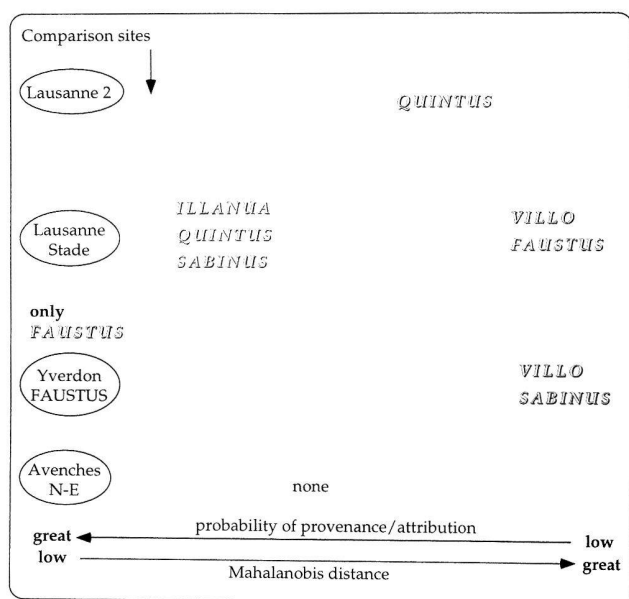 Comparison sites
Lausanne 2
QUINTUS
Lausanne
Stade
ILLANUA
QUINTUS
SABINUS
VILLO
FAUSTUS
only
FAUSTUS
Yverdon
FAUSTUS
VILLO
SABINUS
Avenches
N-E
none
great
probability of provenance/attribution
low
low
Mahalanobis distance
great